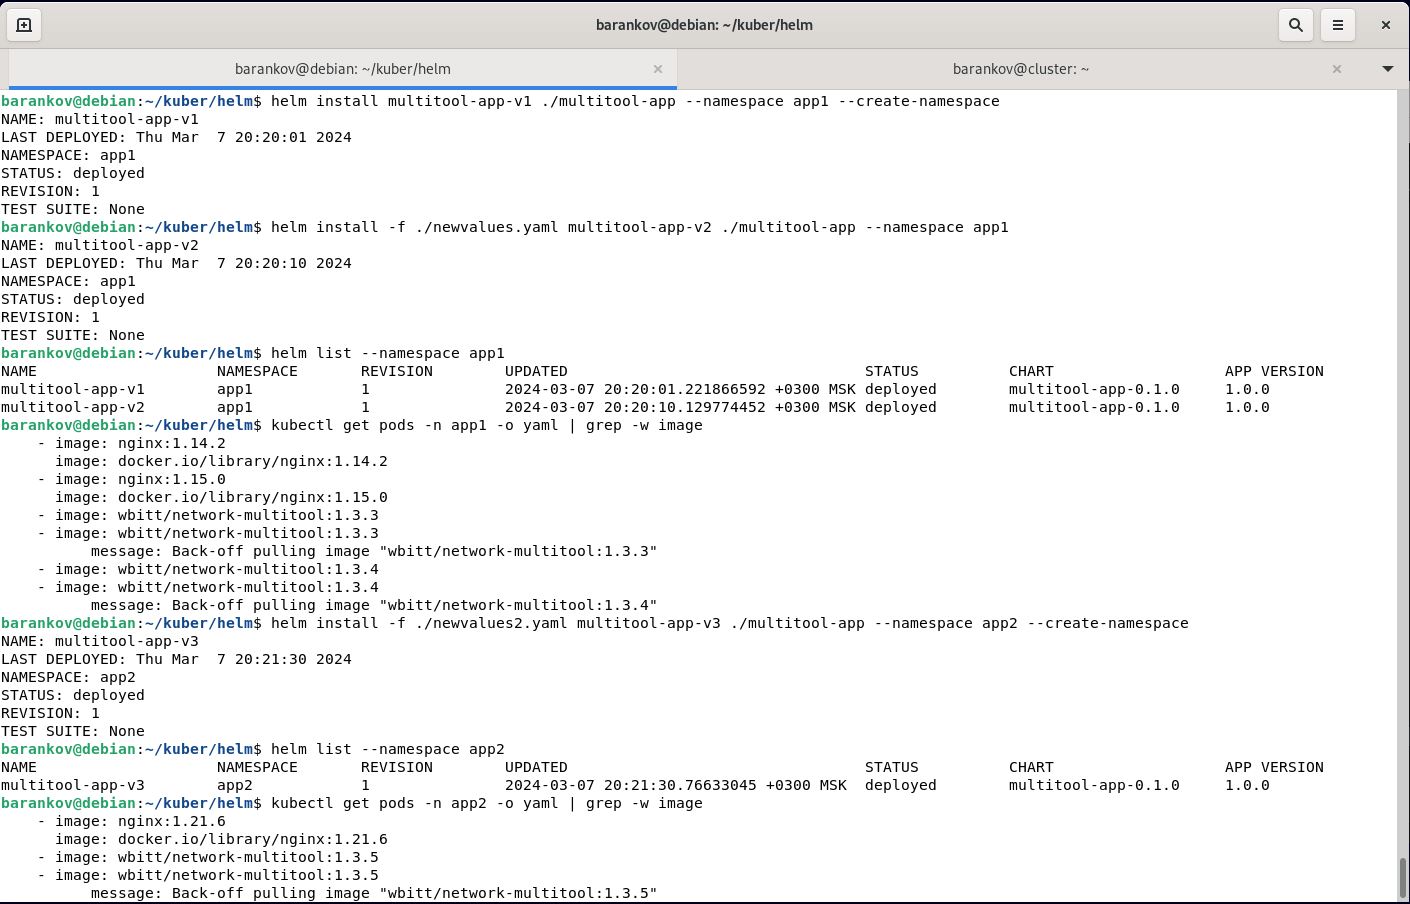 barankov@debian: ~/kuber/helm
barankov@debian: ~/kuber/helm
barankov@cluster: ~
barankov@debian:~/kuber/helm$ helm install multitool-app-v1 ./multitool-app --namespace app1 --create-namespace
NAME: multitool-app-v1
LAST DEPLOYED: Thu Mar  7 20:20:01 2024
NAMESPACE: app1
STATUS: deployed
REVISION: 1
TEST SUITE: None
barankov@debian:~/kuber/helm$ helm install -f ./newvalues.yaml multitool-app-v2 ./multitool-app --namespace app1
NAME: multitool-app-v2
LAST DEPLOYED: Thu Mar  7 20:20:10 2024
NAMESPACE: app1
STATUS: deployed
REVISION: 1
TEST SUITE: None
barankov@debian:~/kuber/helm$ helm list --namespace app1
NAME                    NAMESPACE       REVISION        UPDATED                                 STATUS          CHART              APP VERSION
multitool-app-v1        app1            1               2024-03-07 20:20:01.221866592 +0300 MSK deployed        multitool-app-0.1.0     1.0.0
multitool-app-v2        app1            1               2024-03-07 20:20:10.129774452 +0300 MSK deployed        multitool-app-0.1.0     1.0.0
barankov@debian:~/kuber/helm$ kubectl get pods -n app1 -o yaml | grep -w image
    - image: nginx:1.14.2
      image: docker.io/library/nginx:1.14.2
    - image: nginx:1.15.0
      image: docker.io/library/nginx:1.15.0
    - image: wbitt/network-multitool:1.3.3
    - image: wbitt/network-multitool:1.3.3
          message: Back-off pulling image "wbitt/network-multitool:1.3.3"
    - image: wbitt/network-multitool:1.3.4
    - image: wbitt/network-multitool:1.3.4
          message: Back-off pulling image "wbitt/network-multitool:1.3.4"
barankov@debian:~/kuber/helm$ helm install -f ./newvalues2.yaml multitool-app-v3 ./multitool-app --namespace app2 --create-namespace
NAME: multitool-app-v3
LAST DEPLOYED: Thu Mar  7 20:21:30 2024
NAMESPACE: app2
STATUS: deployed
REVISION: 1
TEST SUITE: None
barankov@debian:~/kuber/helm$ helm list --namespace app2
NAME                    NAMESPACE       REVISION        UPDATED                                 STATUS          CHART              APP VERSION
multitool-app-v3        app2            1               2024-03-07 20:21:30.76633045 +0300 MSK  deployed        multitool-app-0.1.0     1.0.0
barankov@debian:~/kuber/helm$ kubectl get pods -n app2 -o yaml | grep -w image
    - image: nginx:1.21.6
      image: docker.io/library/nginx:1.21.6
    - image: wbitt/network-multitool:1.3.5
    - image: wbitt/network-multitool:1.3.5
          message: Back-off pulling image "wbitt/network-multitool:1.3.5"